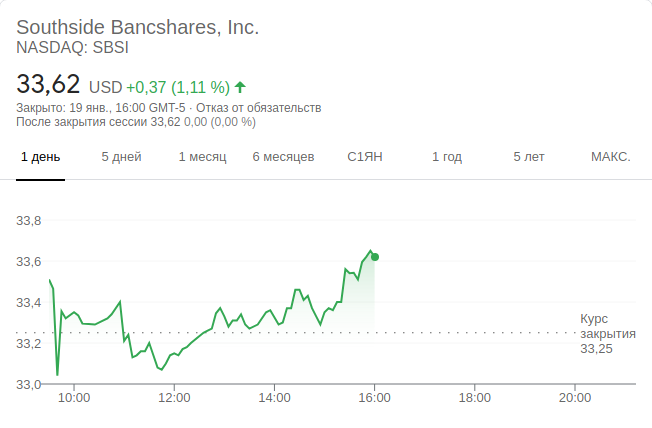 Southside Bancshares, Inc.
NASDAQ: SBSI
33,62 USD +0,37 (1,11 %)
Закрыто: 19 янв., 16:00 GMT-5 · Отказ от обязательств
После закрытия сессии 33,62 0,00 (0,00 %)
1 день 5 дней 1 месяц 6 месяцев С1ЯН 1 год 5 лет МАКС.
33,8
33,6
33,4
Курс
закрытия
33,25
33,2
33,0
10:00 12:00 14:00 16:00 18:00 20:00